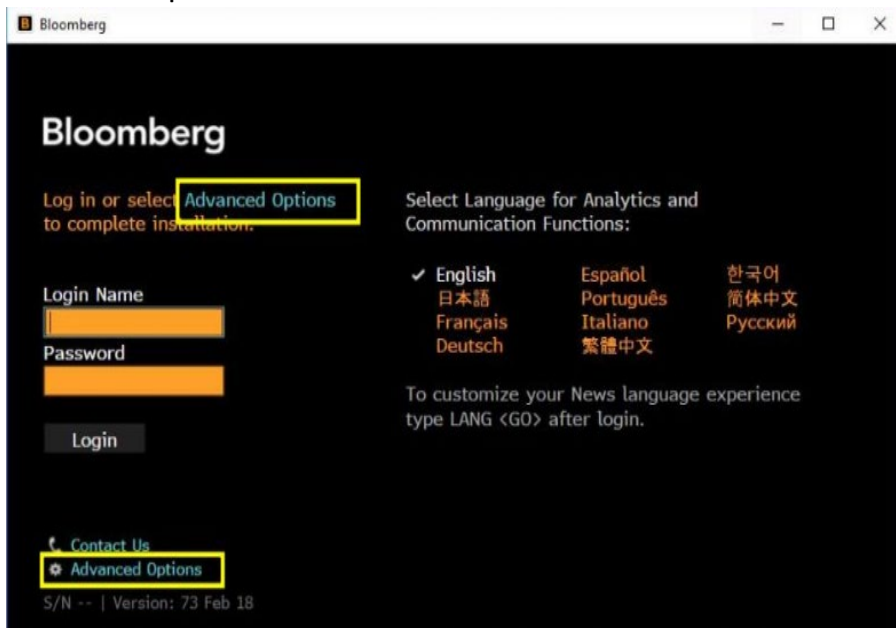 Bloomberg
Bloomberg
Log in or select Advanced Options
to complete installation.
Login Name
Password
Login
Select Language for Analytics and
Communication Functions:
✓ English Español 한국어
日本語 Português 简体中文
Français Italiano Русский
Deutsch 繁體中文
To customize your News language experience
type LANG <GO> after login.
Contact Us
Advanced Options
S/N -- | Version: 73 Feb 18